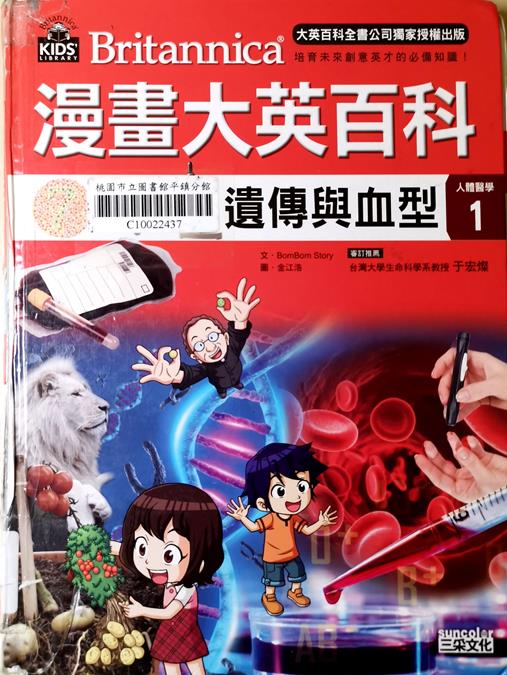 Britannica
KIDS'
LIBRARY
Britannica®
大英百科全書公司獨家授權出版
培育未來創意英才的必備知識！
漫畫大英百科
桃園市立圖書館平鎮分館
C10022437
遺傳與血型
人體醫學
1
文·BomBom Story
圖·金江浩
審訂推薦
台灣大學生命科學系教授 于宏燦
O+
B+
AB+
suncolor
三采文化